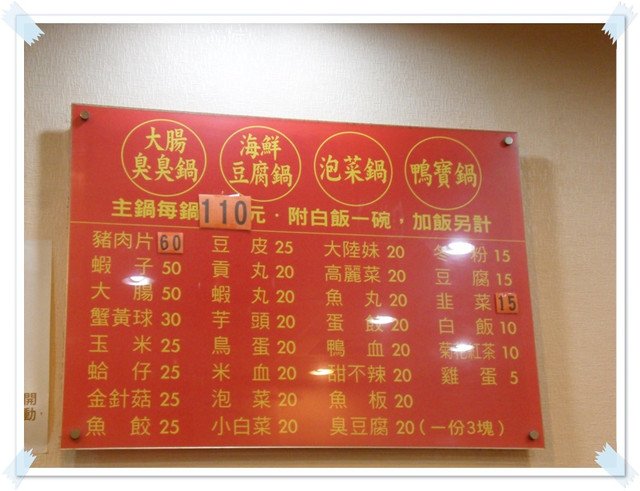 大腸臭臭鍋
海鮮豆腐鍋
泡菜鍋
鴨寶鍋
主鍋每鍋110元·附白飯一碗,加飯另計
豬肉片 60 豆皮 25 大陸妹 20 冬粉 15
蝦子 50 貢丸 20 高麗菜 20 豆腐 15
大腸 50 蝦丸 20 魚丸 20 韭菜 15
蟹黃球 30 芋頭 20 蛋餃 20 白飯 10
玉米 25 鳥蛋 20 鴨血 20 菊花紅茶 10
蛤仔 25 米血 20 甜不辣 20 雞蛋 5
金針菇 25 泡菜 20 魚板 20
魚餃 25 小白菜 20 臭豆腐 20(一份3塊)
開
動,